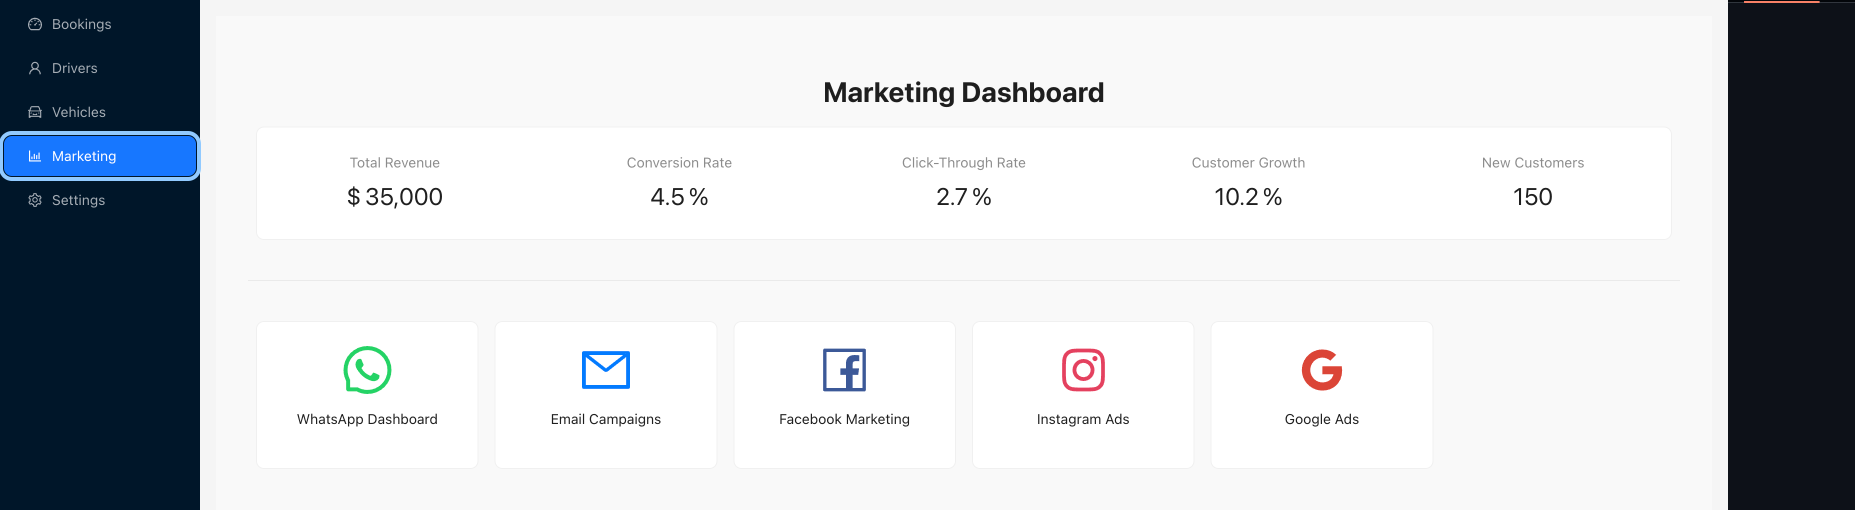 Bookings
Drivers
Vehicles
Marketing
Settings
Marketing Dashboard
Total Revenue
$ 35,000
Conversion Rate
4.5 %
Click-Through Rate
2.7 %
Customer Growth
10.2 %
New Customers
150
WhatsApp Dashboard
Email Campaigns
Facebook Marketing
Instagram Ads
Google Ads